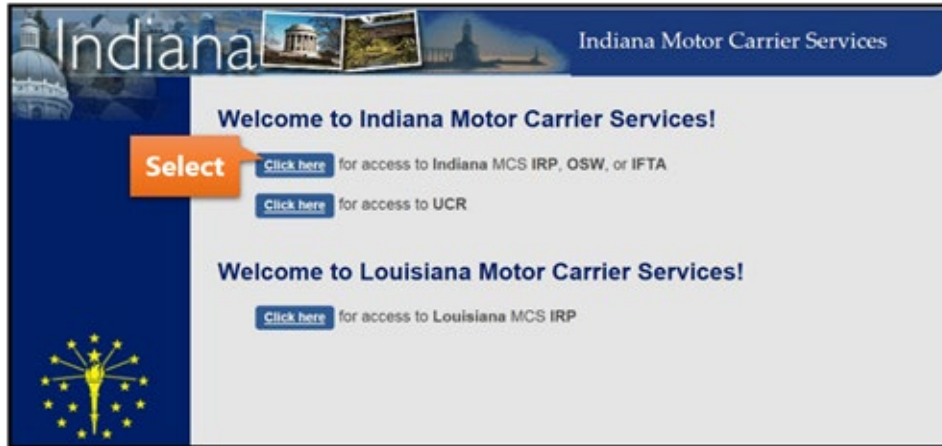 Indiana
Indiana Motor Carrier Services
Welcome to Indiana Motor Carrier Services!
Select
Click here for access to Indiana MCS IRP, OSW, or IFTA
Click here for access to UCR
Welcome to Louisiana Motor Carrier Services!
Click here for access to Louisiana MCS IRP